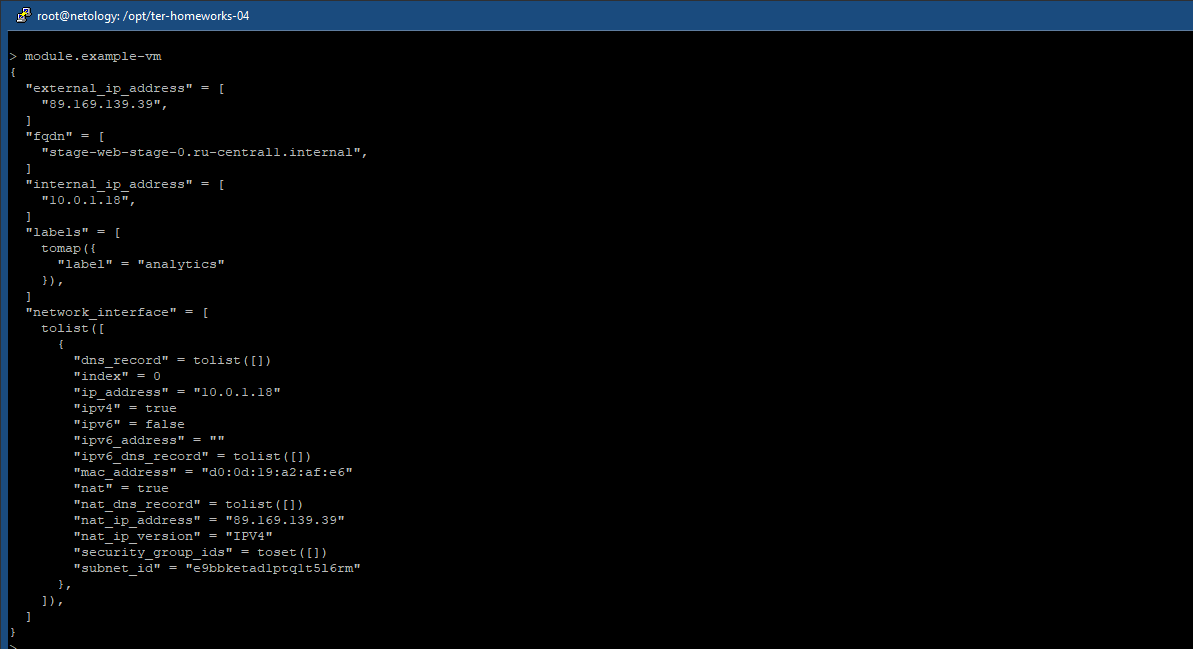 root@netology: /opt/ter-homeworks-04
> module.example-vm
{
  "external_ip_address" = [
    "89.169.139.39",
  ]
  "fqdn" = [
    "stage-web-stage-0.ru-central1.internal",
  ]
  "internal_ip_address" = [
    "10.0.1.18",
  ]
  "labels" = [
    tomap({
      "label" = "analytics"
    }),
  ]
  "network_interface" = [
    tolist([
      {
        "dns_record" = tolist([])
        "index" = 0
        "ip_address" = "10.0.1.18"
        "ipv4" = true
        "ipv6" = false
        "ipv6_address" = ""
        "ipv6_dns_record" = tolist([])
        "mac_address" = "d0:0d:19:a2:af:e6"
        "nat" = true
        "nat_dns_record" = tolist([])
        "nat_ip_address" = "89.169.139.39"
        "nat_ip_version" = "IPV4"
        "security_group_ids" = toset([])
        "subnet_id" = "e9bbketad1ptq1t5l6rm"
      },
    ]),
  ]
}
>